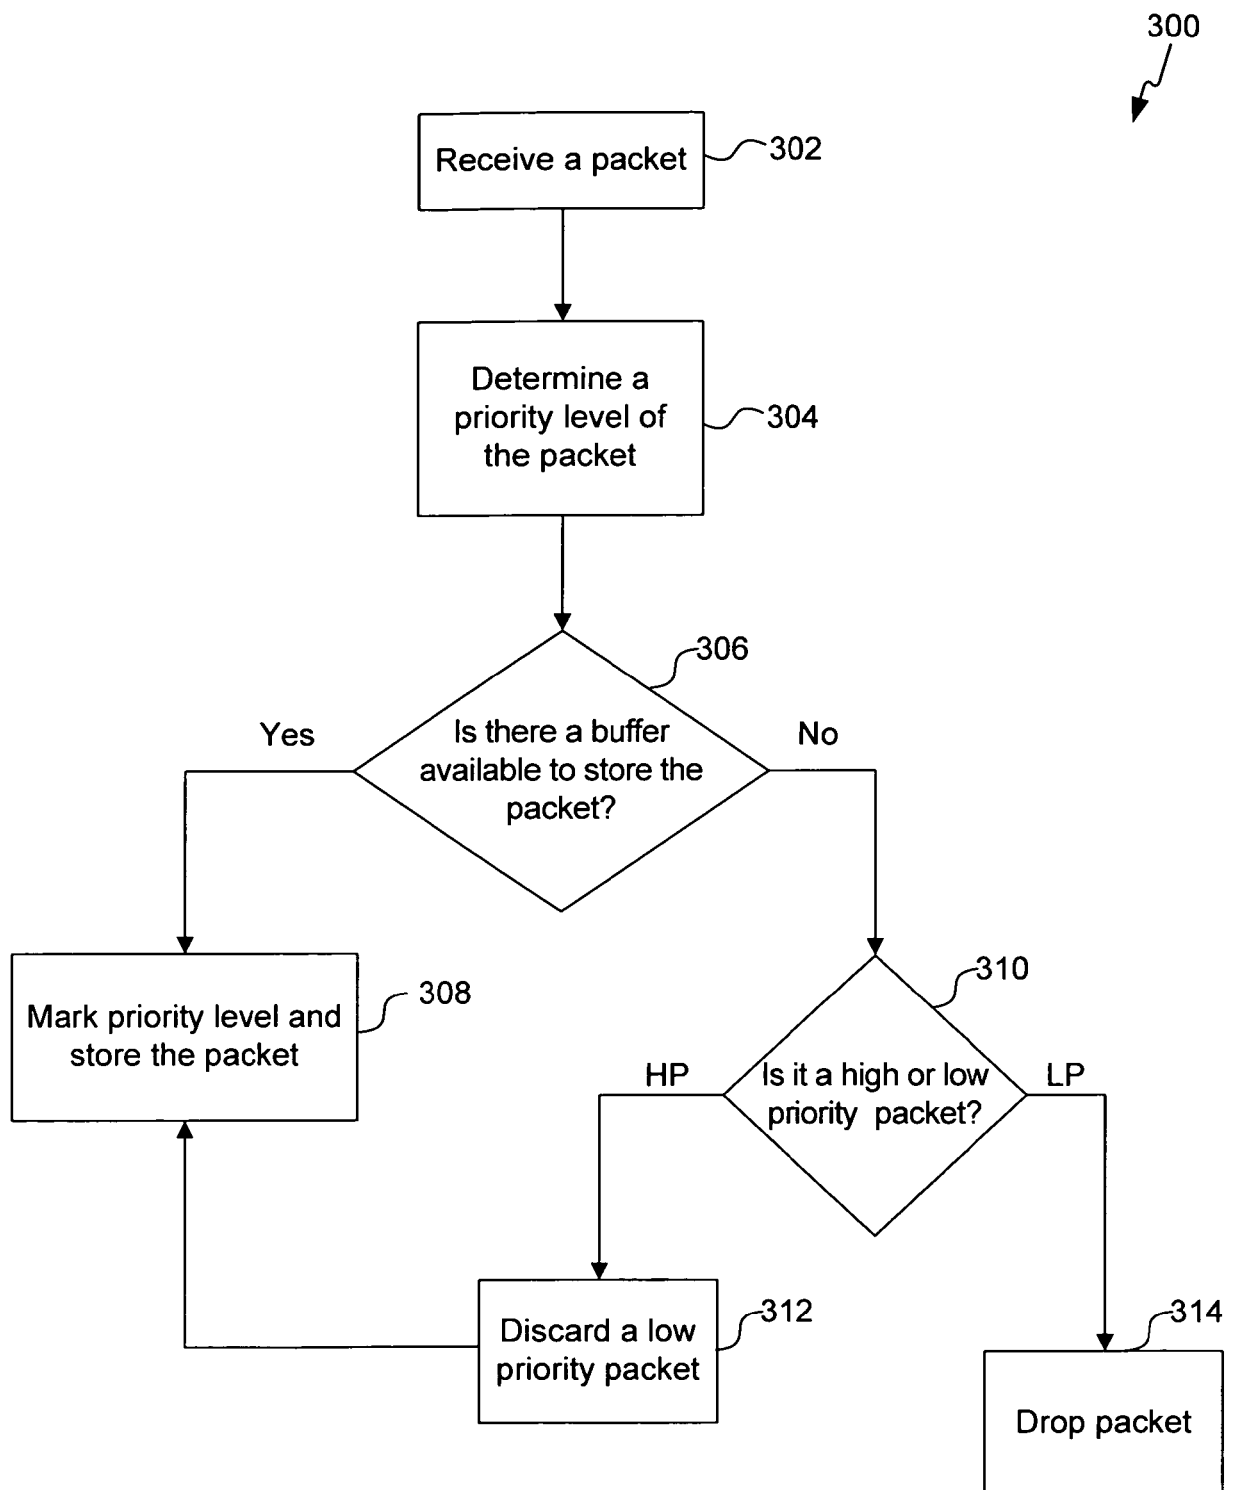 300
Receive a packet
302
Determine a
priority level of
the packet
304
306
Yes
Is there a buffer
available to store the
packet?
No
308
Mark priority level and
store the packet
310
HP
Is it a high or low
priority packet?
LP
312
Discard a low
priority packet
314
Drop packet